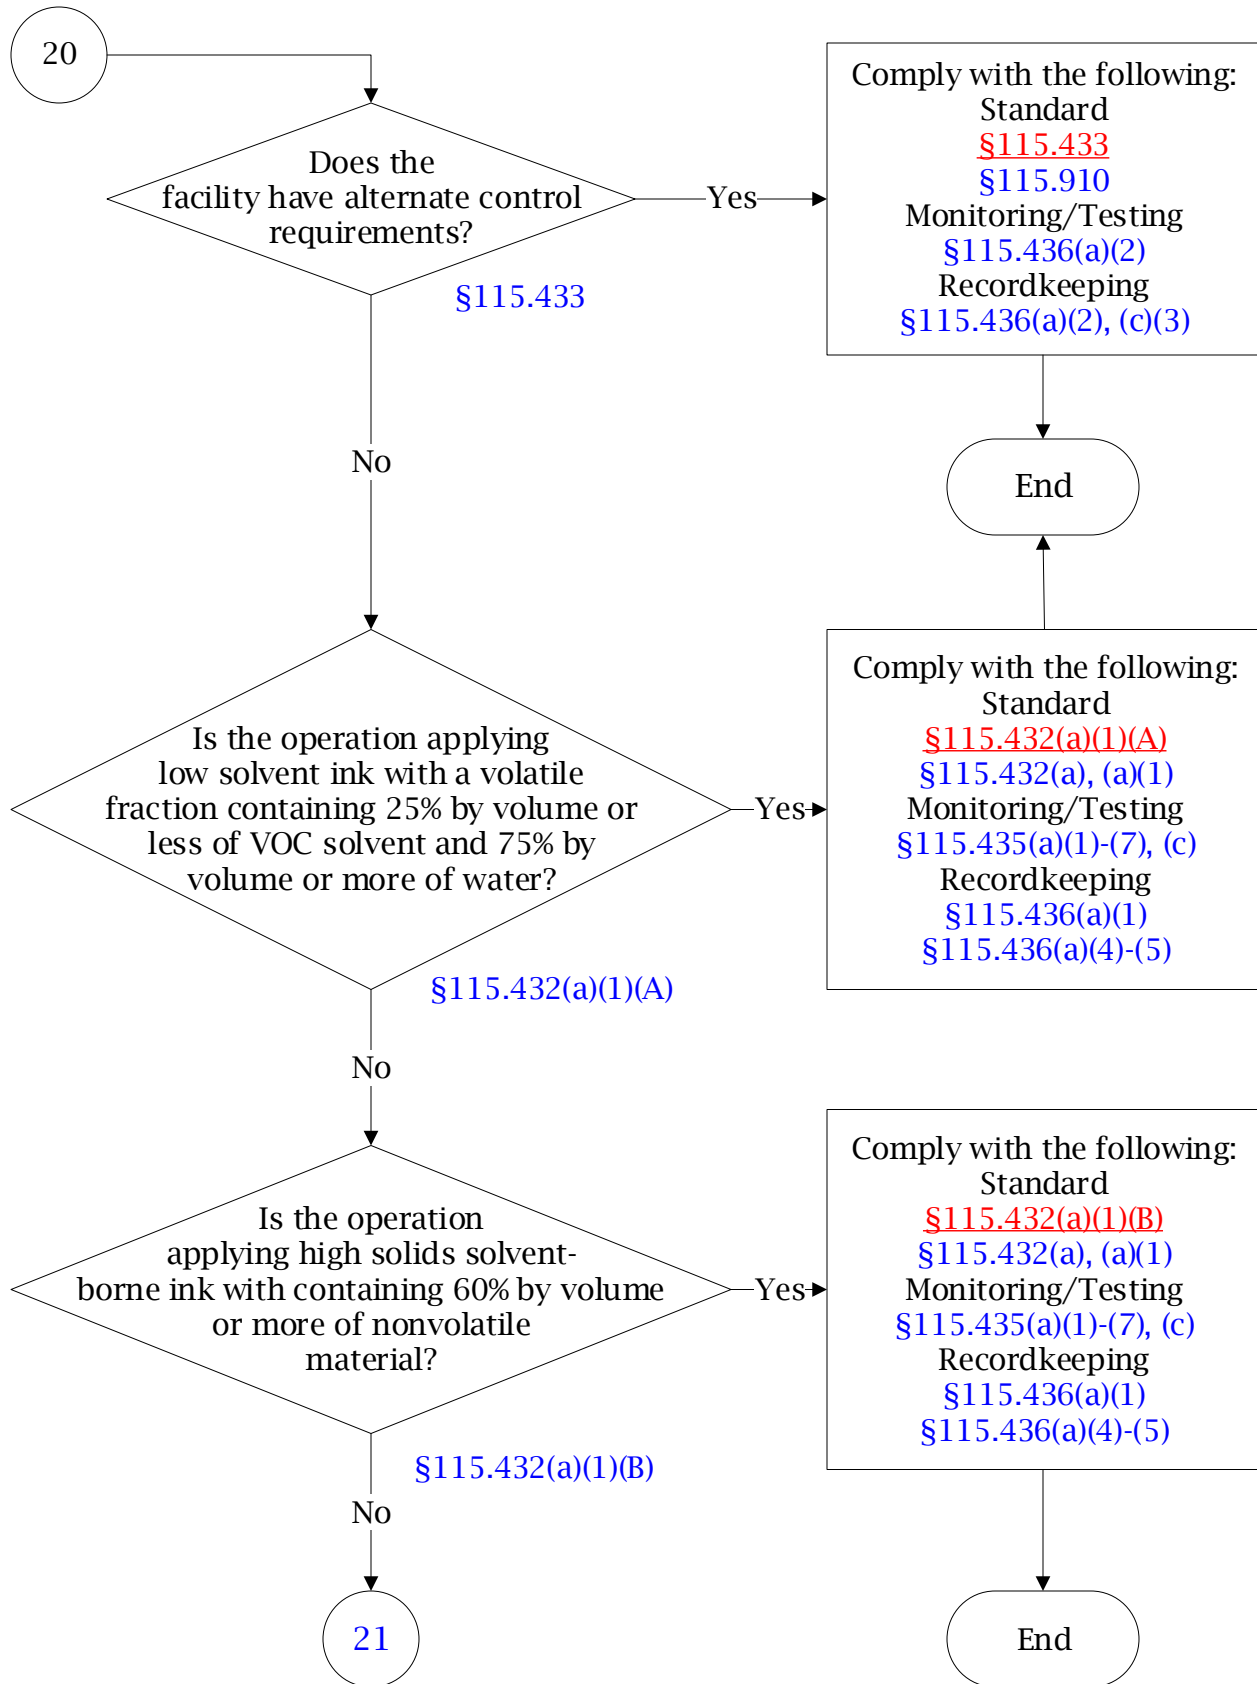 20
Does the
facility have alternate control
requirements?
§115.433
Yes
Comply with the following:
Standard
§115.433
§115.910
Monitoring/Testing
§115.436(a)(2)
Recordkeeping
§115.436(a)(2), (c)(3)
End
No
Is the operation applying
low solvent ink with a volatile
fraction containing 25% by volume or
less of VOC solvent and 75% by
volume or more of water?
§115.432(a)(1)(A)
Yes
Comply with the following:
Standard
§115.432(a)(1)(A)
§115.432(a), (a)(1)
Monitoring/Testing
§115.435(a)(1)-(7), (c)
Recordkeeping
§115.436(a)(1)
§115.436(a)(4)-(5)
No
Is the operation
applying high solids solvent-
borne ink with containing 60% by volume
or more of nonvolatile
material?
§115.432(a)(1)(B)
Yes
Comply with the following:
Standard
§115.432(a)(1)(B)
§115.432(a), (a)(1)
Monitoring/Testing
§115.435(a)(1)-(7), (c)
Recordkeeping
§115.436(a)(1)
§115.436(a)(4)-(5)
No
21
End